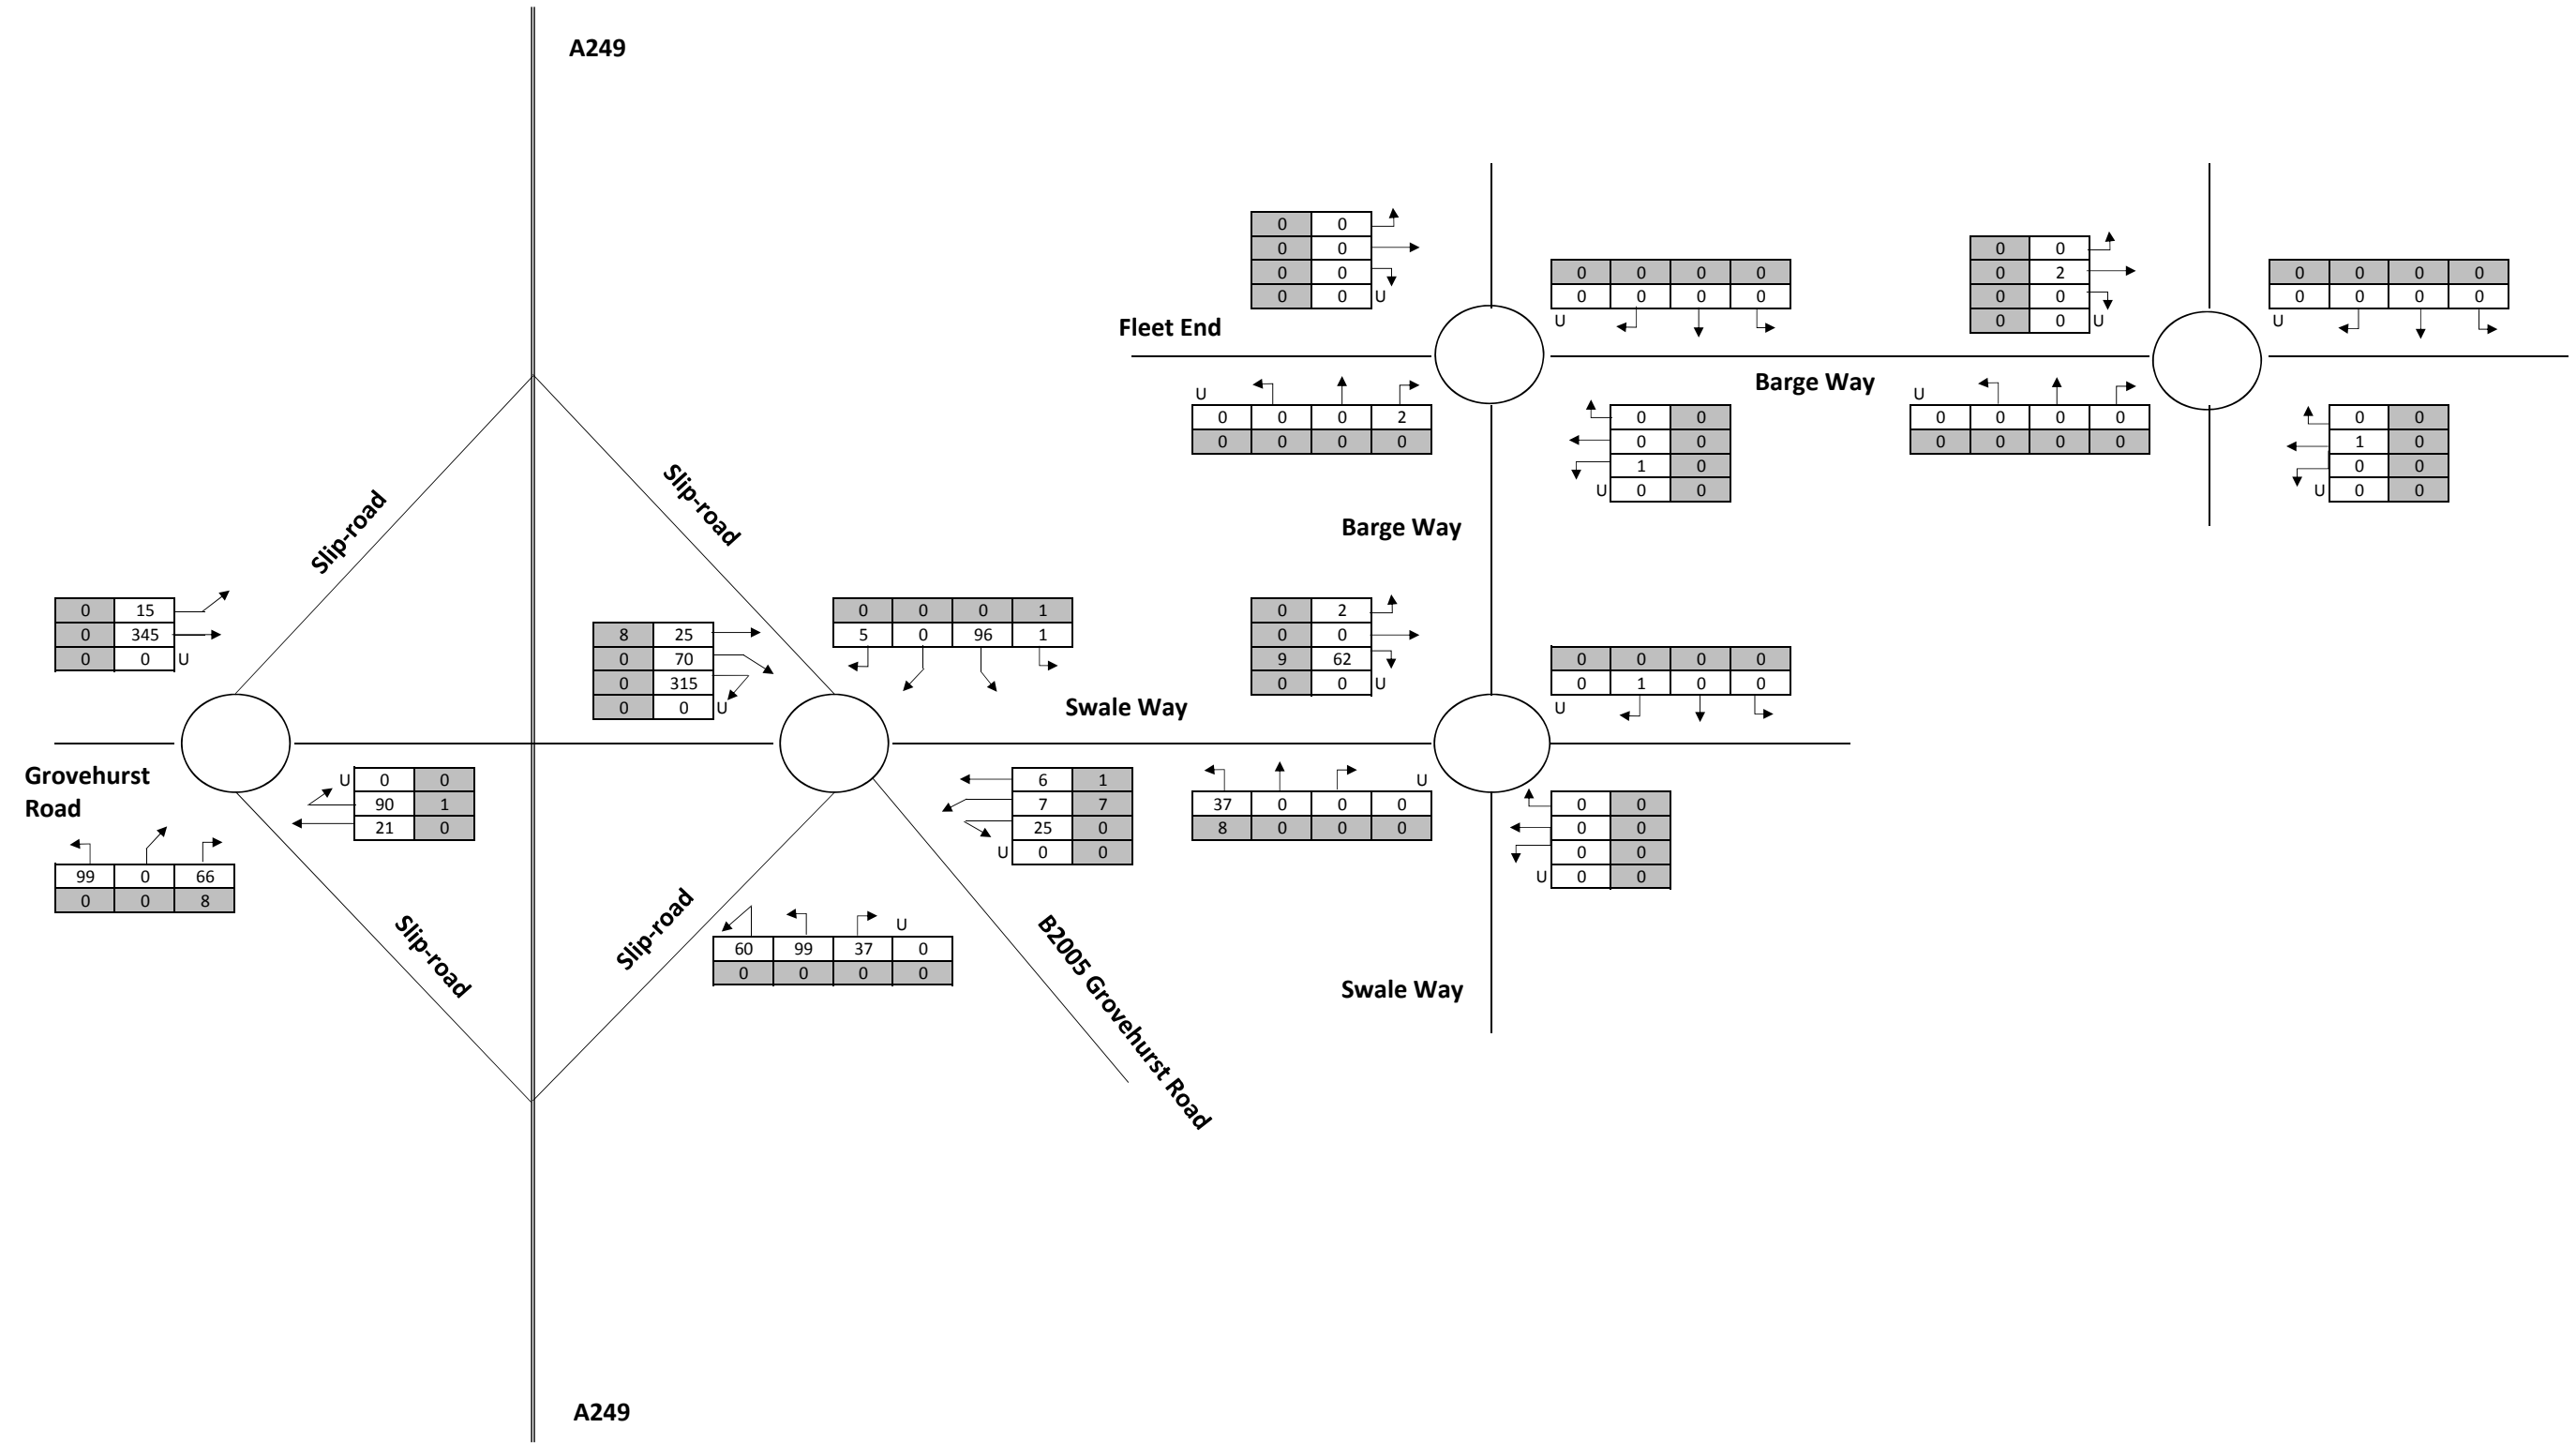 A249
0 0
0 0
0 0
0 0 U
0 0 0 0
0 0 0 0
U
0 0
0 2
0 0
0 0 U
0 0 0 0
0 0 0 0
U
Fleet End
Barge Way
U
0 0 0 2
0 0 0 0
0 0
0 0
1 0
U 0 0
U
0 0 0 0
0 0 0 0
0 0
1 0
0 0
U 0 0
Slip-road
Slip-road
Barge Way
0 15
0 345
0 0 U
8 25
0 70
0 315
0 0 U
0 0 0 1
5 0 96 1
Swale Way
0 2
0 0
9 62
0 0 U
0 0 0 0
0 1 0 0
U
Grovehurst
Road
U 0 0
90 1
21 0
99 0 66
0 0 8
6 1
7 7
25 0
U 0 0
U
37 0 0 0
8 0 0 0
0 0
0 0
0 0
U 0 0
Slip-road
Slip-road
U
60 99 37 0
0 0 0 0
B2005 Grovehurst Road
Swale Way
A249